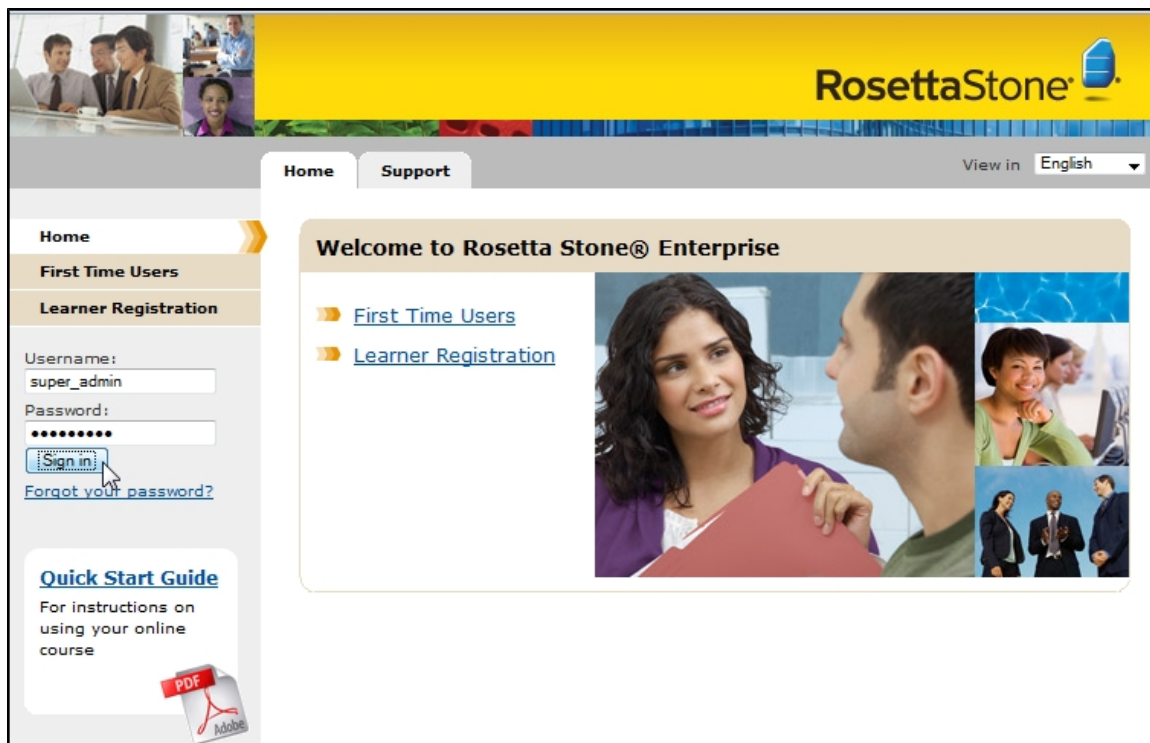 RosettaStone
Home
Support
View in
English
Home
First Time Users
Learner Registration
Username:
super_admin
Password:
•••••••••
Sign in
Forgot your password?
Quick Start Guide
For instructions on
using your online
course
PDF
Adobe
Welcome to Rosetta Stone® Enterprise
First Time Users
Learner Registration